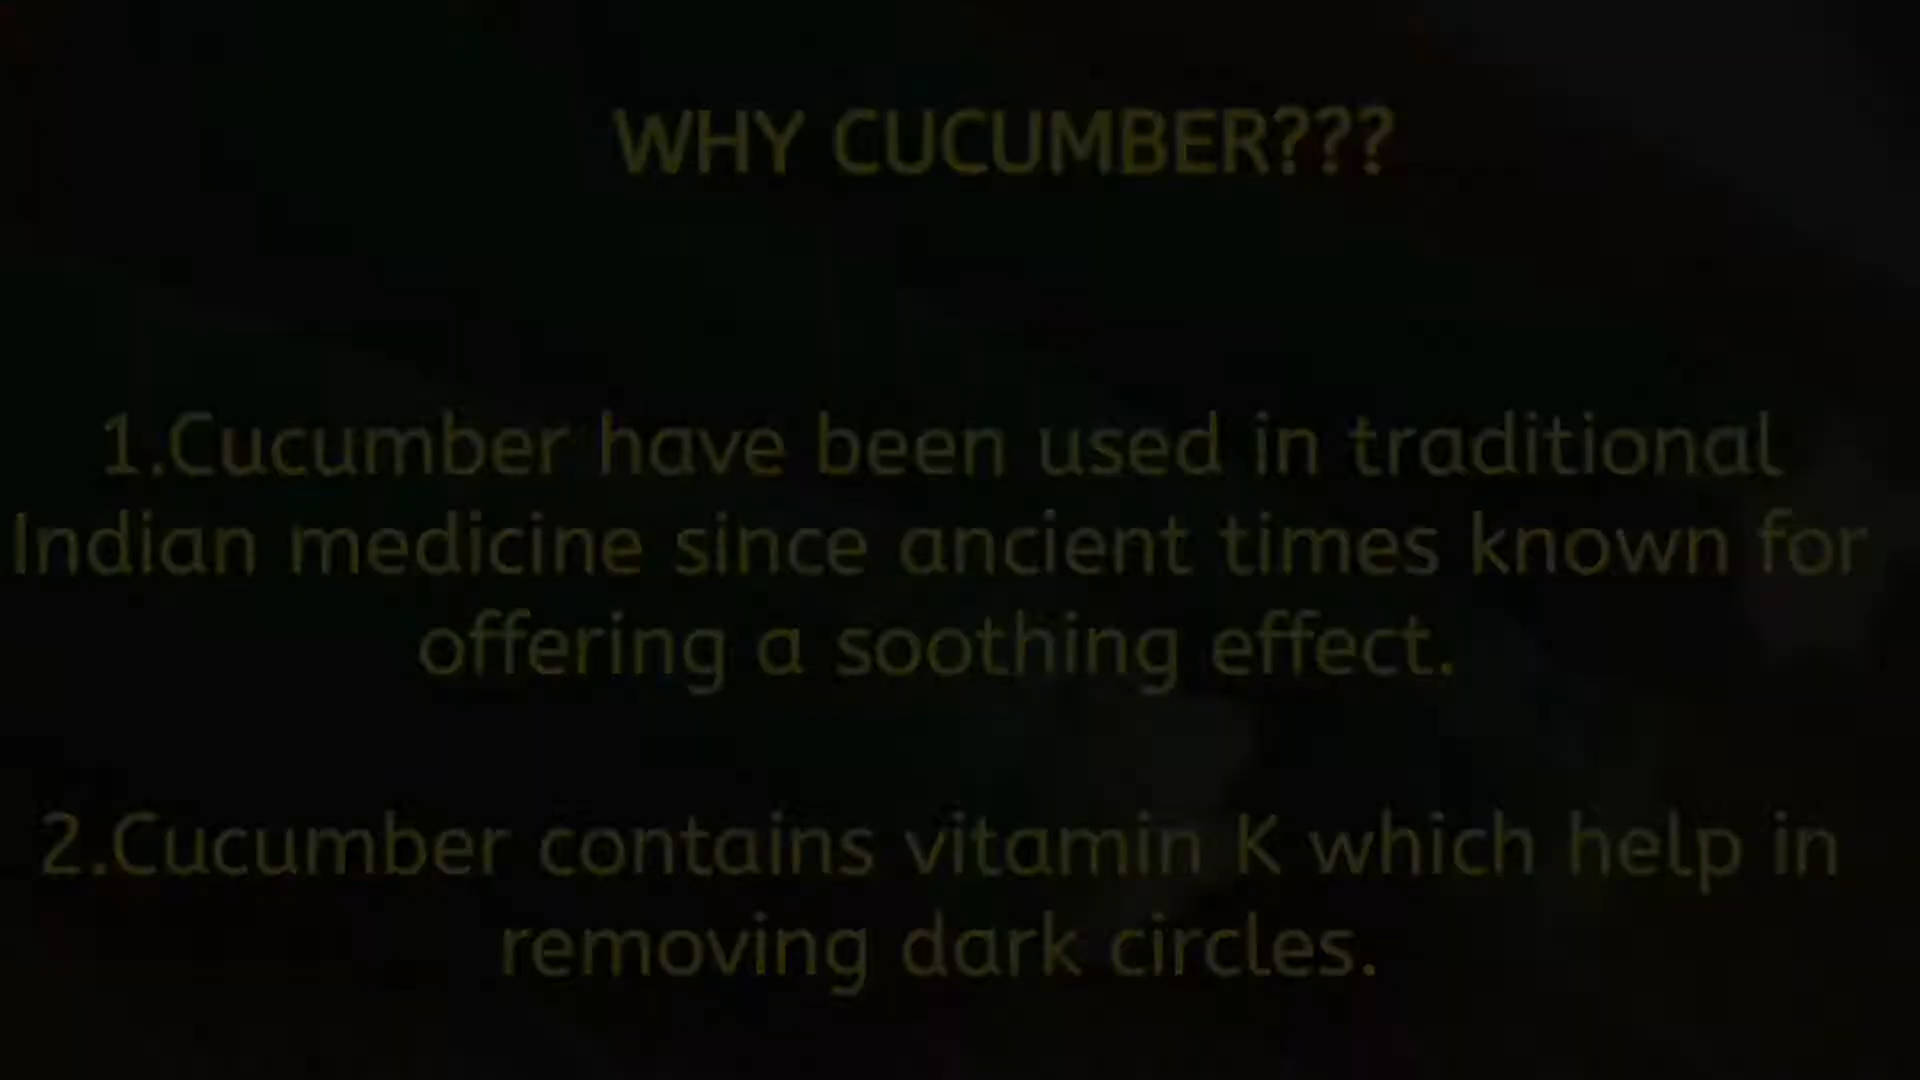 WHY CUCUMBER???
1.Cucumber have been used in traditional
Indian medicine since ancient times known for
offering a soothing effect.
2.Cucumber contains vitamin K which help in
removing dark circles.